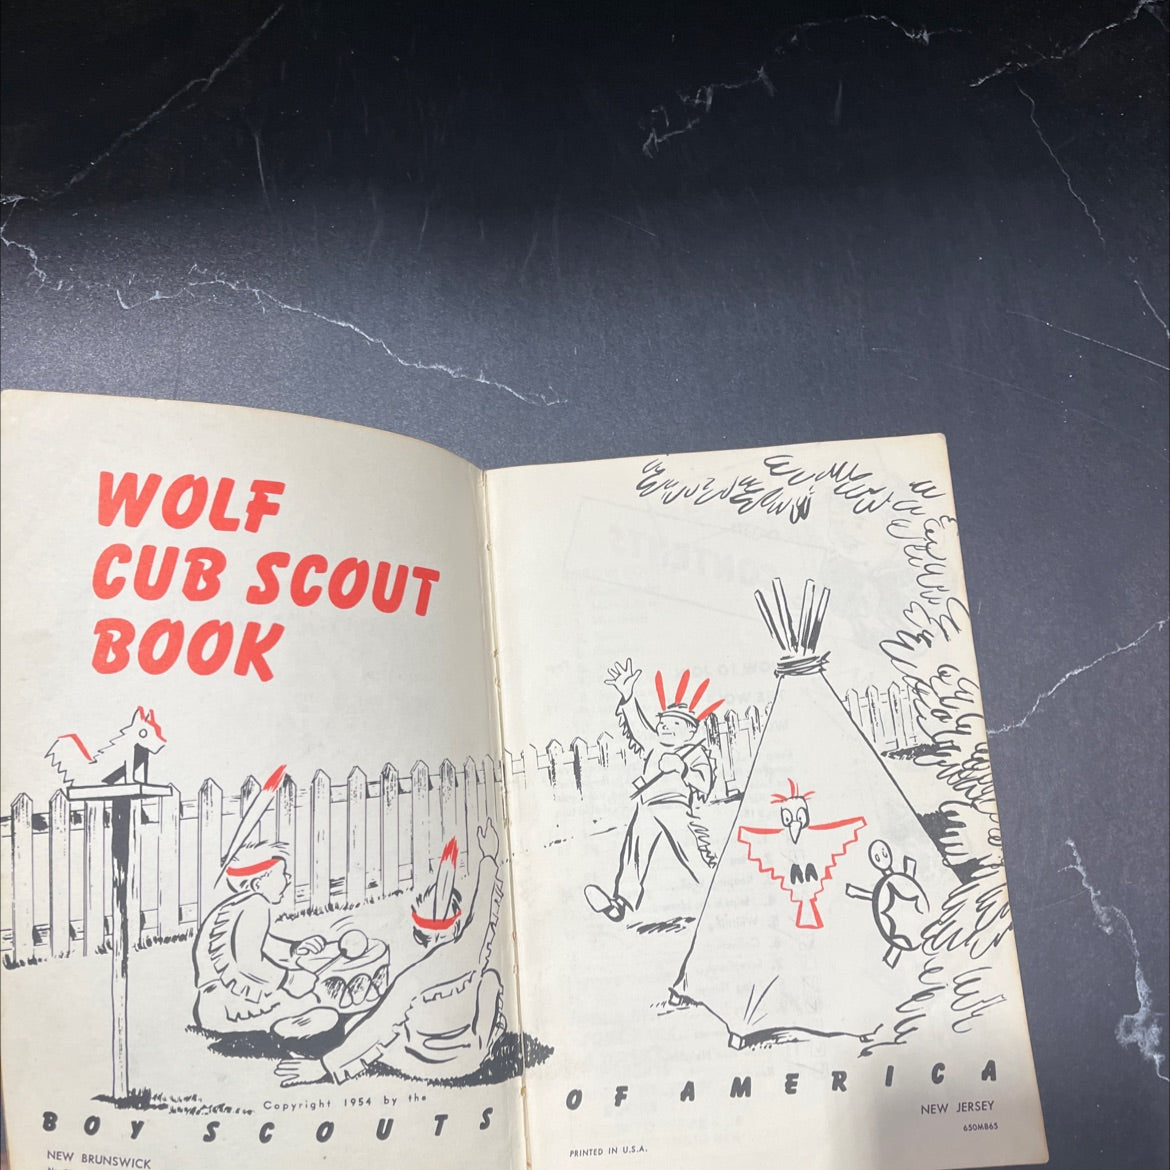 WOLF
CUB SCOUT
BOOK
Copyright 1954 by the
BOY SCOUTS OF AMERICA
NEW BRUNSWICK
NEW JERSEY
650M865
PRINTED IN U.S.A.